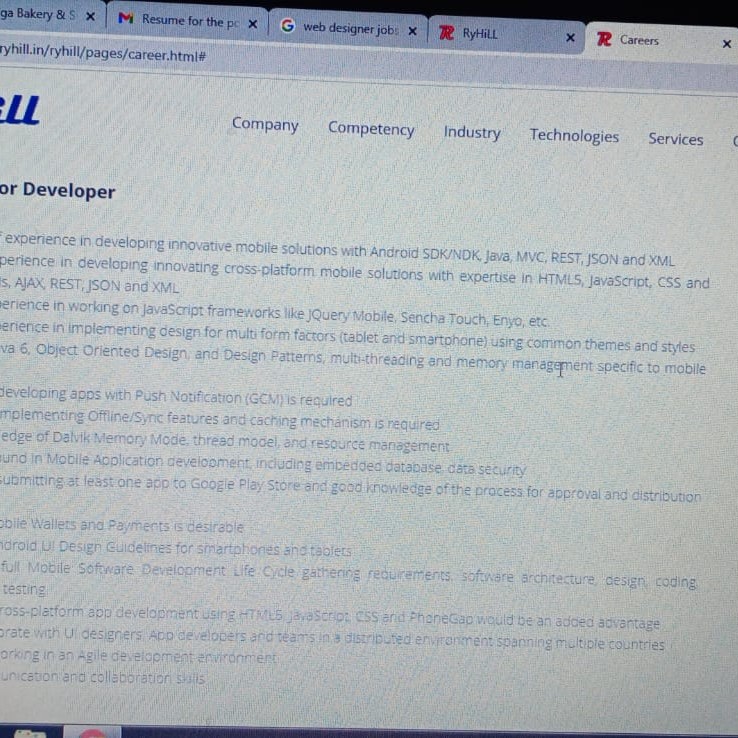 ga Bakery & S
Resume for the po
web designer jobs
RyHiLL
Careers
ryhill.in/ryhill/pages/career.html#
LL
Company Competency Industry Technologies Services
or Developer
experience in developing innovative mobile solutions with Android SDK/NDK, Java, MVC, REST, JSON and XML
perience in developing innovating cross-platform mobile solutions with expertise in HTML5, JavaScript, CSS and
s, AJAX, REST, JSON and XML
erience in working on JavaScript frameworks like JQuery Mobile, Sencha Touch, Enyo, etc.
erience in implementing design for multi form factors (tablet and smartphone) using common themes and styles
va 6, Object Oriented Design, and Design Patterns, multi-threading and memory management specific to mobile
developing apps with Push Notification (GCM) is required
mplementing Offline/Sync features and caching mechanism is required
edge of Dalvik Memory Mode, thread model, and resource management
und in Mobile Application development, including embedded database, data security
submitting at least one app to Google Play Store and good knowledge of the process for approval and distribution
obile Wallets and Payments is desirable
ndroid UI Design Guidelines for smartphones and tablets
full Mobile Software Development Life Cycle gathering requirements, software architecture, design, coding,
testing
ross-platform app development using HTML5, JavaScript, CSS and PhoneGap would be an added advantage
orate with UI designers, App developers and teams in a distributed environment spanning multiple countries
orking in an Agile development environment
unication and collaboration skills